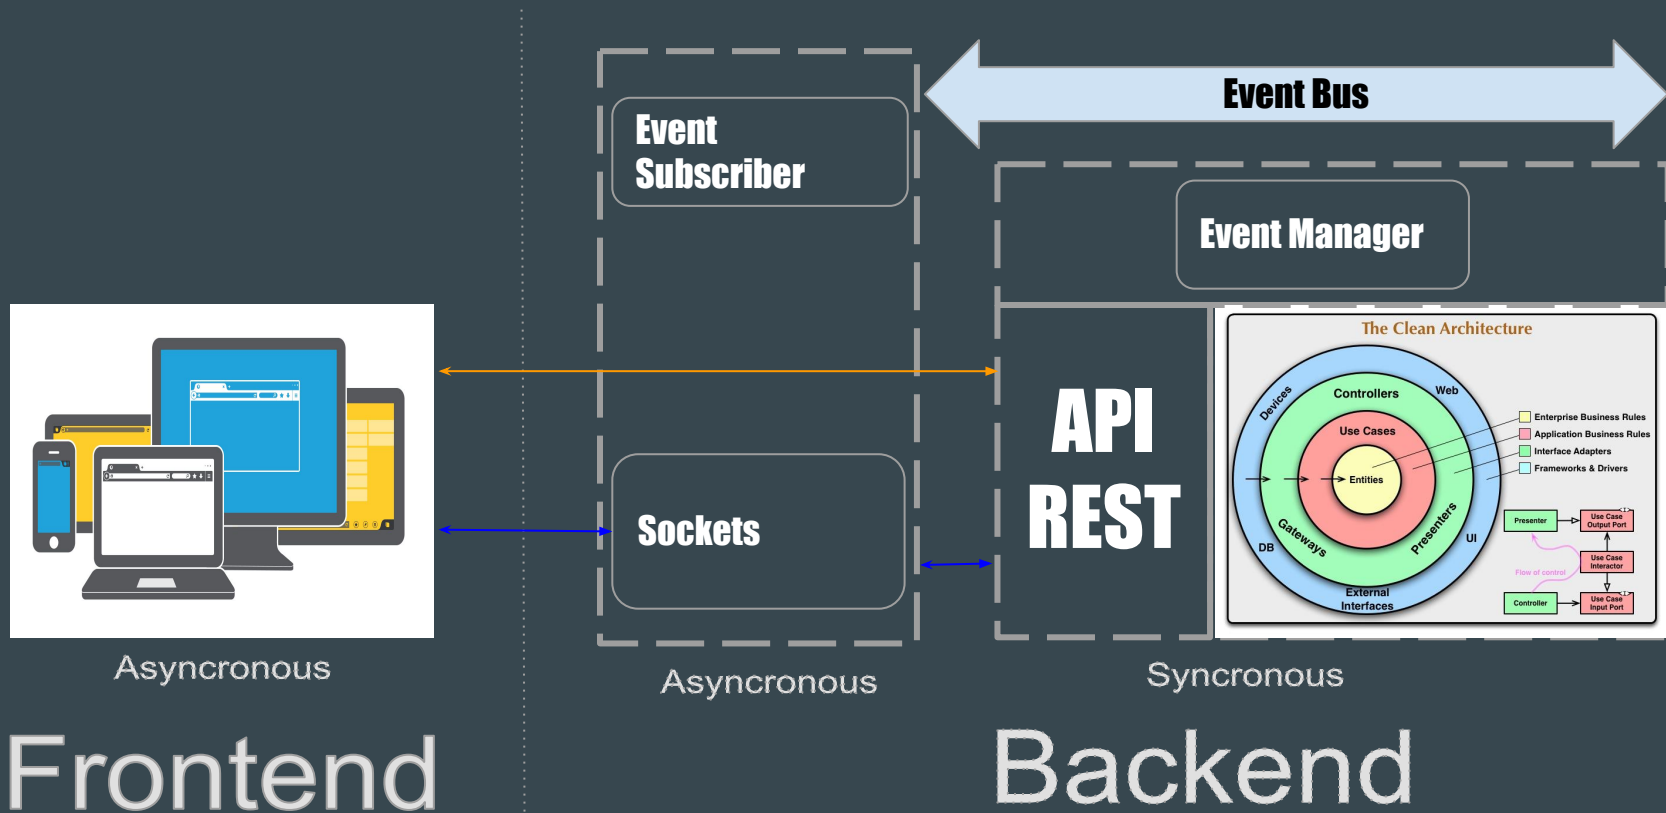 Event Bus
Event
Subscriber
Event Manager
The Clean Architecture
Devices
Web
Controllers
Use Cases
Entities
Gateways
Presenters
DB
UI
External
Interfaces
Enterprise Business Rules
Application Business Rules
Interface Adapters
Frameworks & Drivers
Presenter
Use Case
Output Port
Flow of control
Use Case
Interactor
Controller
Use Case
Input Port
API
REST
Sockets
Asyncronous
Asyncronous
Syncronous
Frontend
Backend